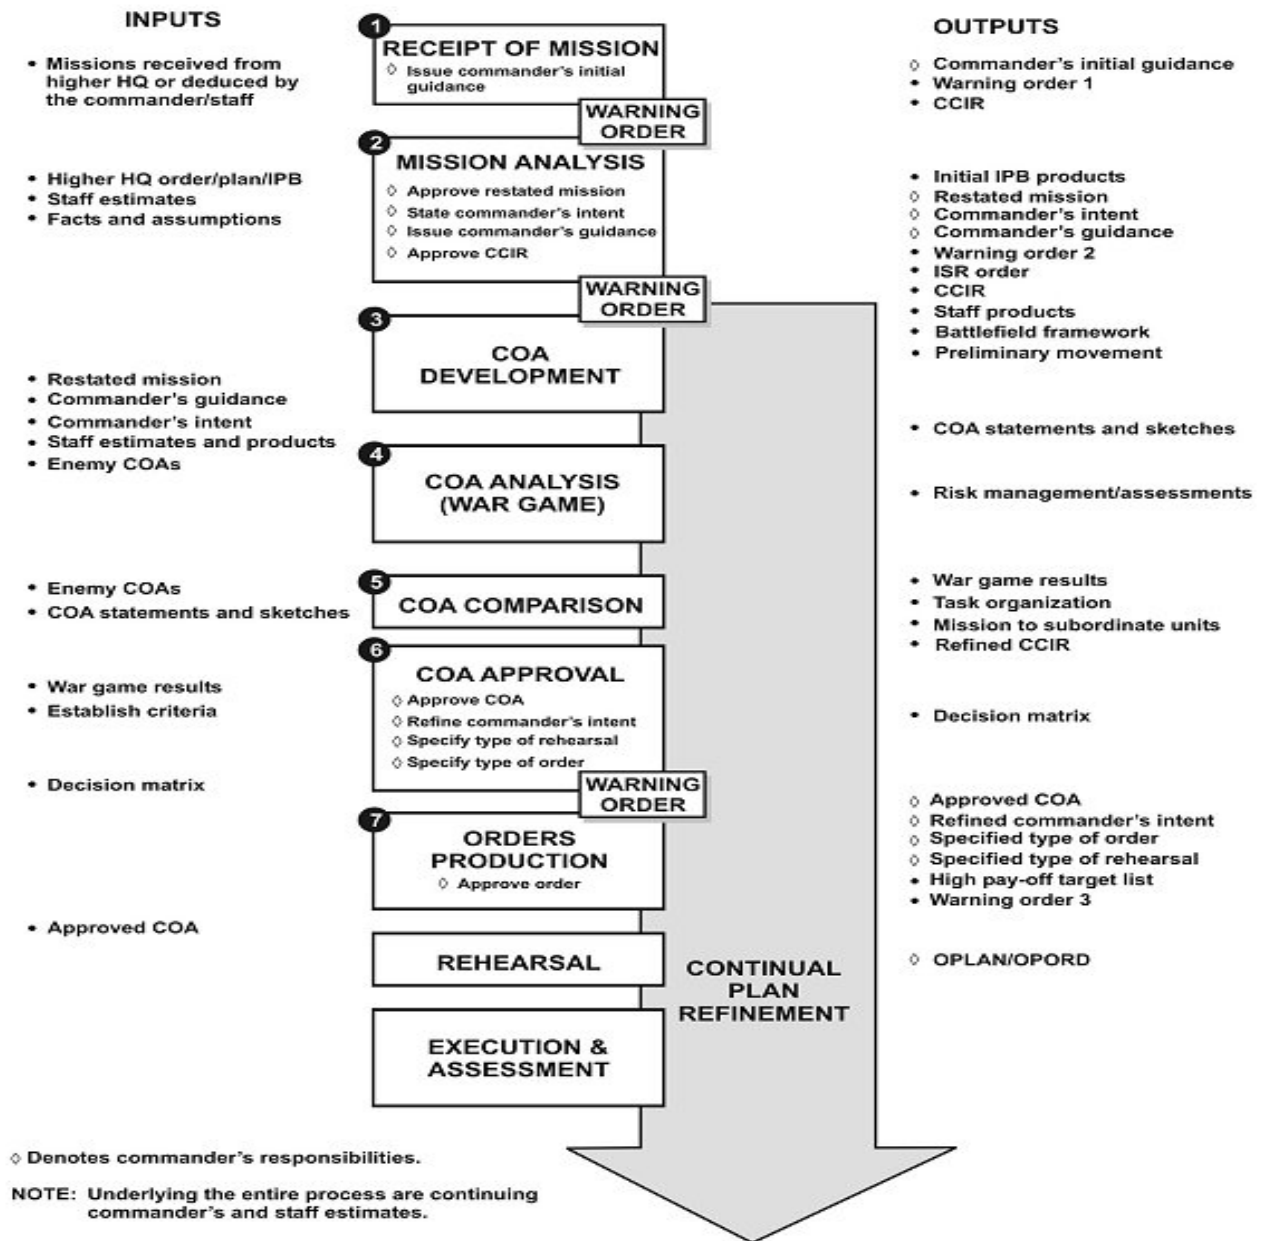 INPUTS
• Missions received from
higher HQ or deduced by
the commander/staff
• Higher HQ order/plan/IPB
• Staff estimates
• Facts and assumptions
• Restated mission
• Commander's guidance
• Commander's intent
• Staff estimates and products
• Enemy COAs
• Enemy COAs
• COA statements and sketches
• War game results
• Establish criteria
• Decision matrix
• Approved COA
1
RECEIPT OF MISSION
◊ Issue commander's initial
guidance
WARNING
ORDER
2
MISSION ANALYSIS
◊ Approve restated mission
◊ State commander's intent
◊ Issue commander's guidance
◊ Approve CCIR
WARNING
ORDER
3
COA
DEVELOPMENT
4
COA ANALYSIS
(WAR GAME)
5
COA COMPARISON
6
COA APPROVAL
◊ Approve COA
◊ Refine commander's intent
◊ Specify type of rehearsal
◊ Specify type of order
WARNING
ORDER
7
ORDERS
PRODUCTION
◊ Approve order
REHEARSAL
EXECUTION &
ASSESSMENT
CONTINUAL
PLAN
REFINEMENT
OUTPUTS
◊ Commander's initial guidance
• Warning order 1
• CCIR
• Initial IPB products
◊ Restated mission
◊ Commander's intent
◊ Commander's guidance
• Warning order 2
• ISR order
• CCIR
• Staff products
• Battlefield framework
• Preliminary movement
• COA statements and sketches
• Risk management/assessments
• War game results
• Task organization
• Mission to subordinate units
• Refined CCIR
• Decision matrix
◊ Approved COA
◊ Refined commander's intent
◊ Specified type of order
◊ Specified type of rehearsal
• High pay-off target list
• Warning order 3
◊ OPLAN/OPORD
◊ Denotes commander's responsibilities.
NOTE: Underlying the entire process are continuing
commander's and staff estimates.